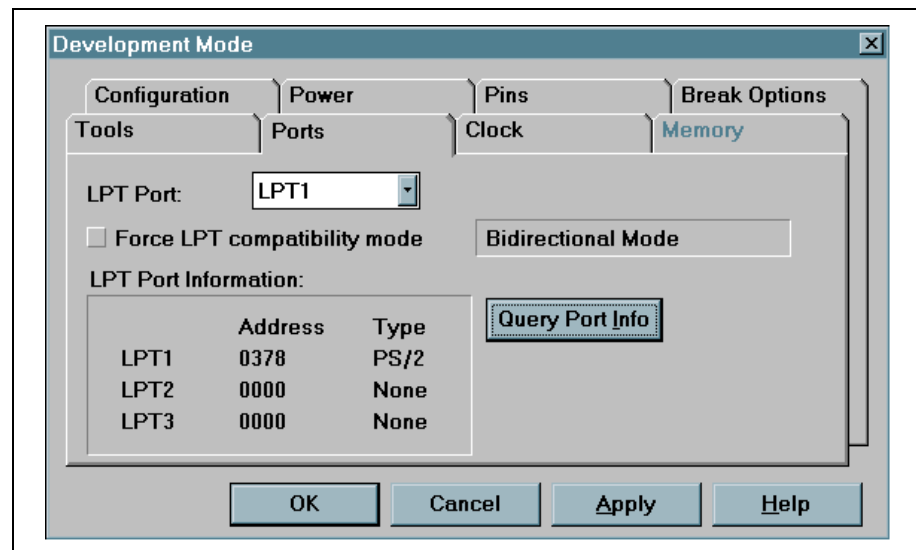 Development Mode
Configuration Power Pins Break Options
Tools Ports Clock Memory
LPT Port: LPT1
Force LPT compatibility mode Bidirectional Mode
LPT Port Information:
Query Port Info
Address Type
LPT1 0378 PS/2
LPT2 0000 None
LPT3 0000 None
OK Cancel Apply Help